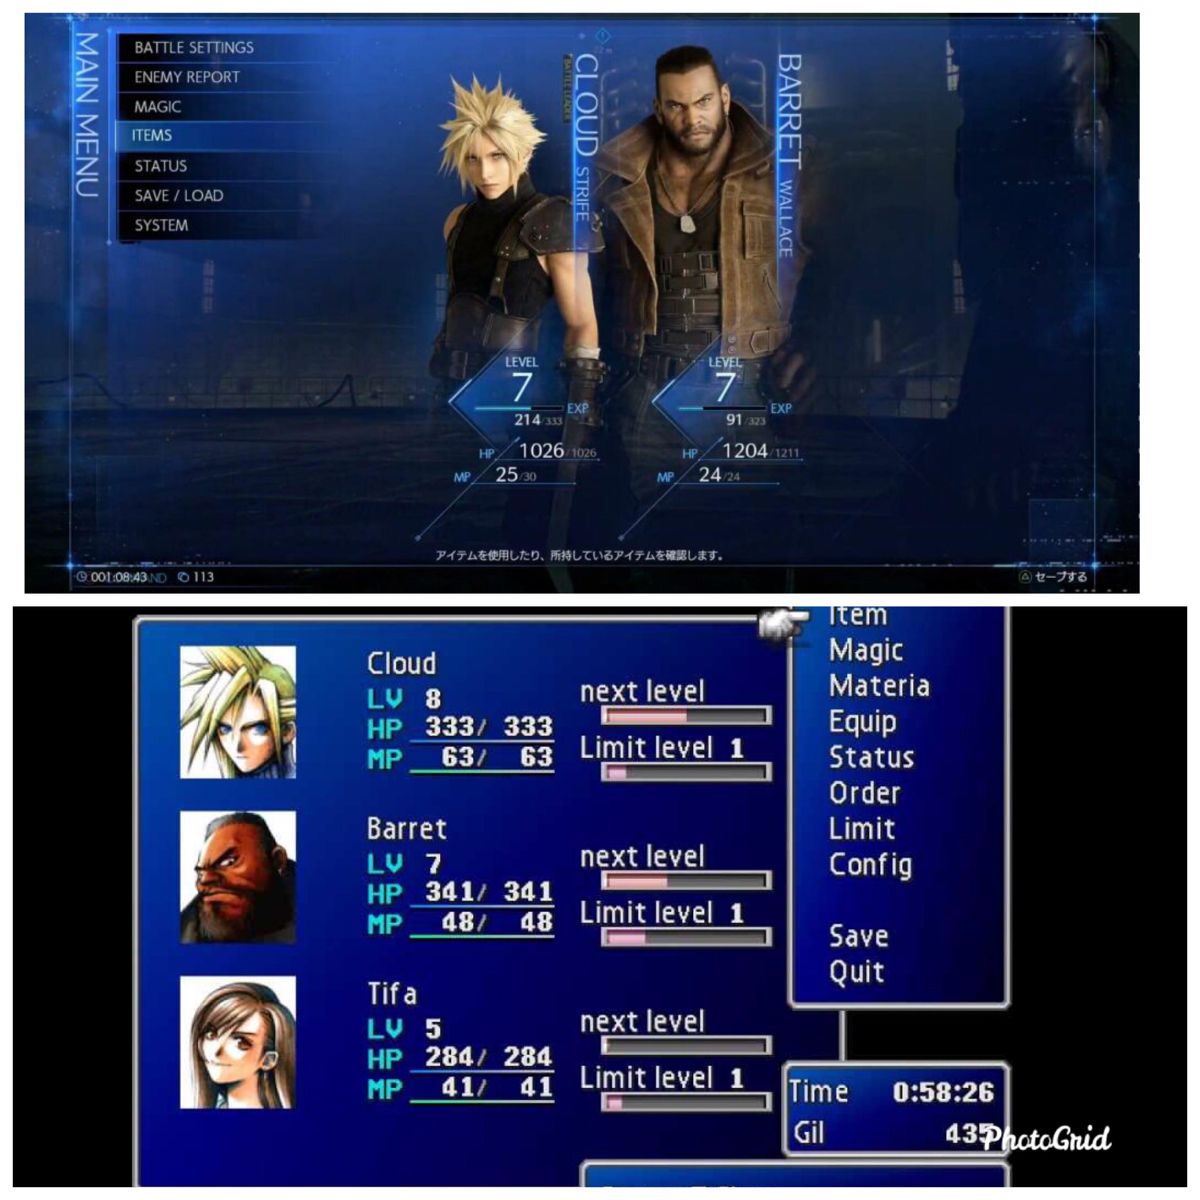 MAIN MENU
BATTLE SETTINGS
ENEMY REPORT
MAGIC
ITEMS
STATUS
SAVE / LOAD
SYSTEM
CLOUD STRIFE
BATTLE LEADER
BARRET WALLACE
LEVEL
7
EXP
214/333
HP 1026/1026
MP 25/30
LEVEL
7
EXP
91/323
HP 1204/1211
MP 24/24
アイテムを使用したり、所持しているアイテムを確認します。
001:08:43 113
セーブする
Cloud
LV 8
HP 333/ 333
MP 63/ 63
next level
Limit level 1
Barret
LV 7
HP 341/ 341
MP 48/ 48
next level
Limit level 1
Tifa
LV 5
HP 284/ 284
MP 41/ 41
next level
Limit level 1
Item
Magic
Materia
Equip
Status
Order
Limit
Config
Save
Quit
Time 0:58:26
Gil 435
PhotoGrid